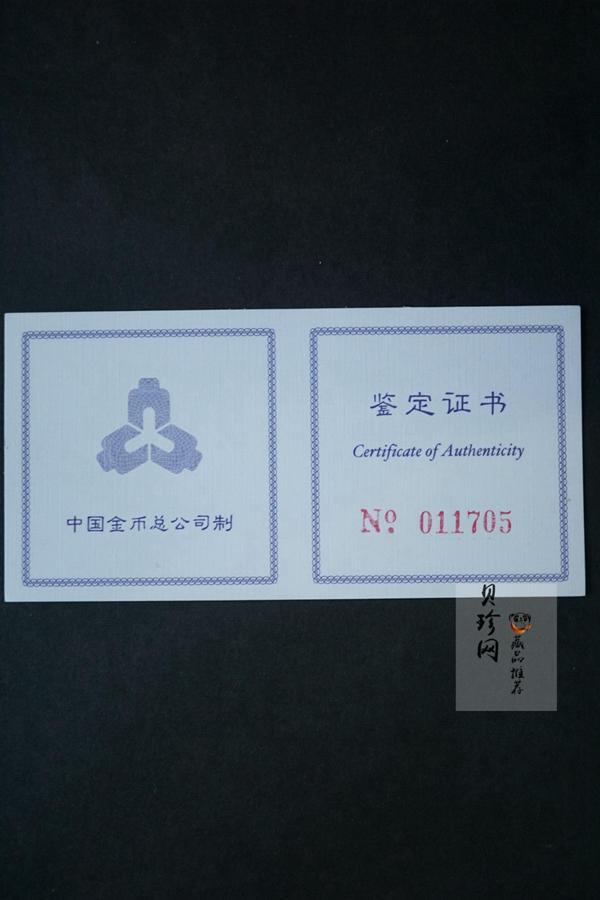 中国金币总公司制
鉴定证书
Certificate of Authenticity
Nº 011705
贝珍网
藏品推荐